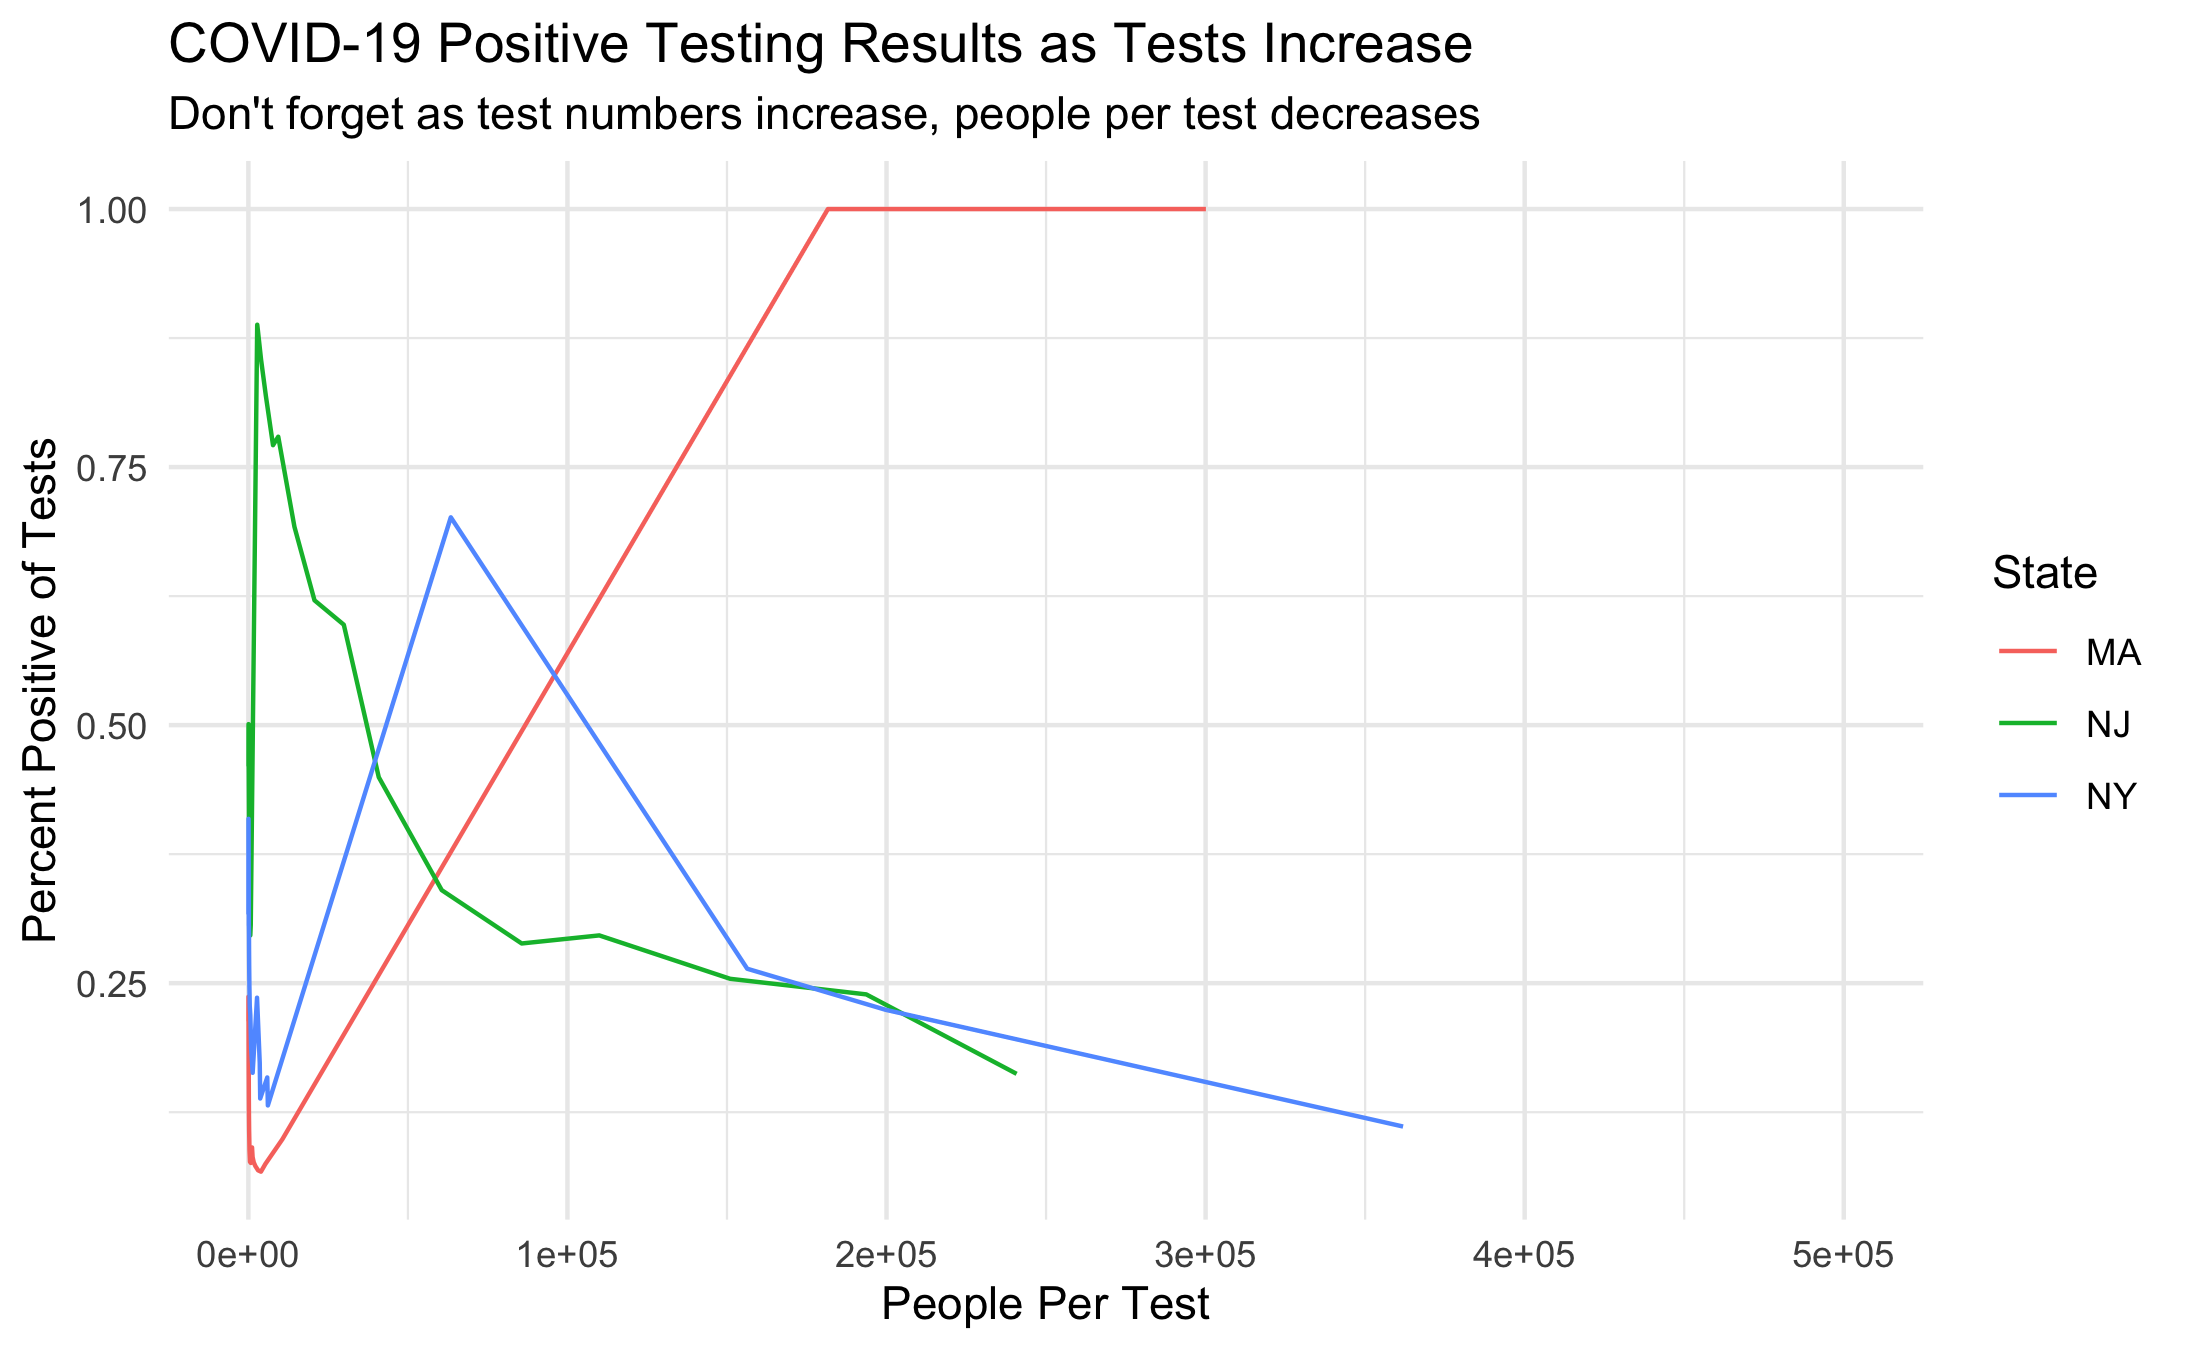 COVID-19 Positive Testing Results as Tests Increase
Don't forget as test numbers increase, people per test decreases
Percent Positive of Tests
1.00
0.75
0.50
0.25
0e+00 1e+05 2e+05 3e+05 4e+05 5e+05
People Per Test
State
MA
NJ
NY